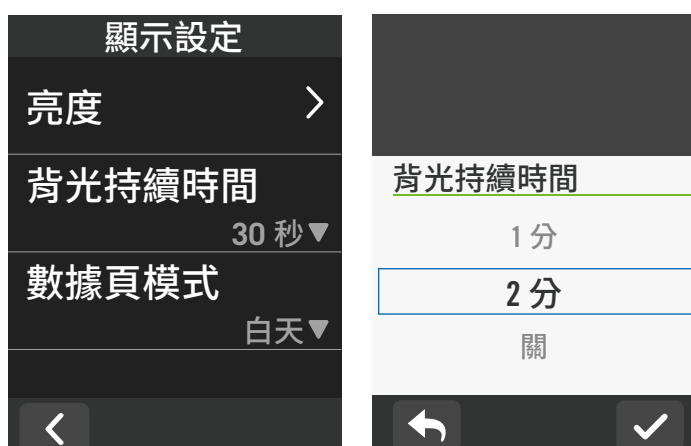 顯示設定
亮度
背光持續時間
30 秒▼
數據頁模式
白天▼
背光持續時間
1 分
2 分
關